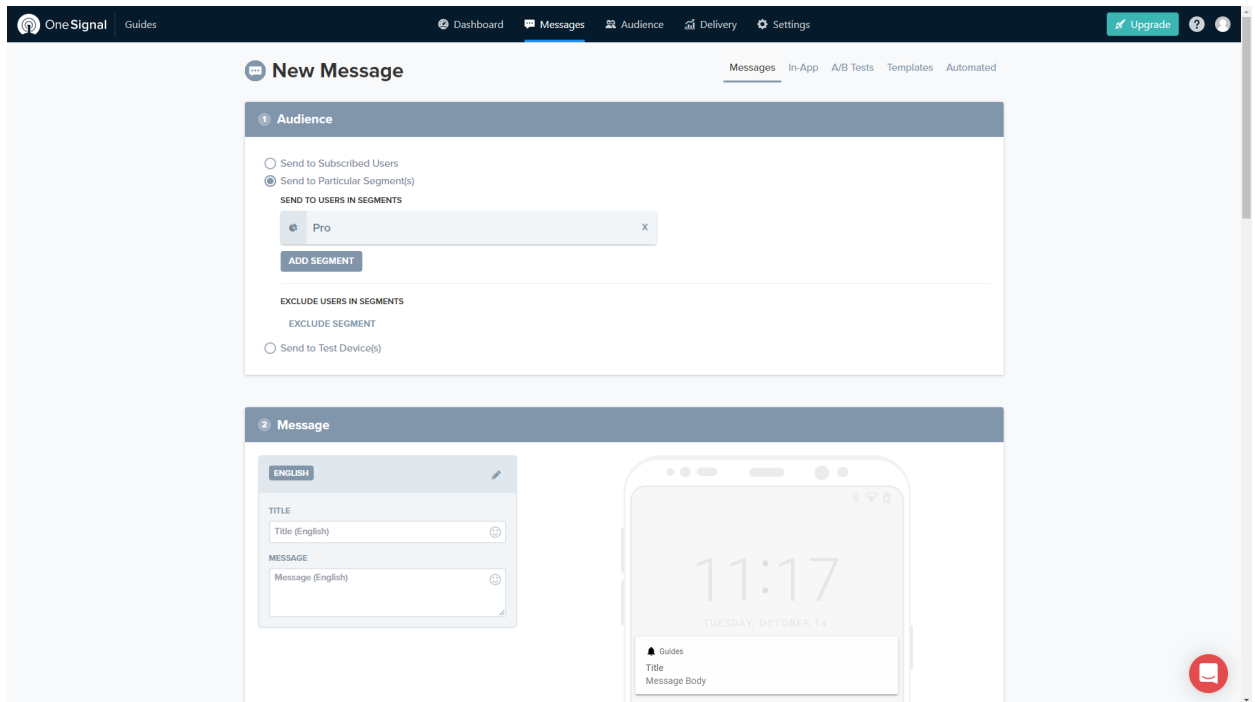 OneSignal Guides Dashboard Messages Audience Delivery Settings Upgrade ?
New Message
Messages In-App A/B Tests Templates Automated
1 Audience
Send to Subscribed Users
Send to Particular Segment(s)
SEND TO USERS IN SEGMENTS
Pro X
ADD SEGMENT
EXCLUDE USERS IN SEGMENTS
EXCLUDE SEGMENT
Send to Test Device(s)
2 Message
ENGLISH
TITLE
Title (English)
MESSAGE
Message (English)
11:17
TUESDAY, OCTOBER 14
Guides
Title
Message Body